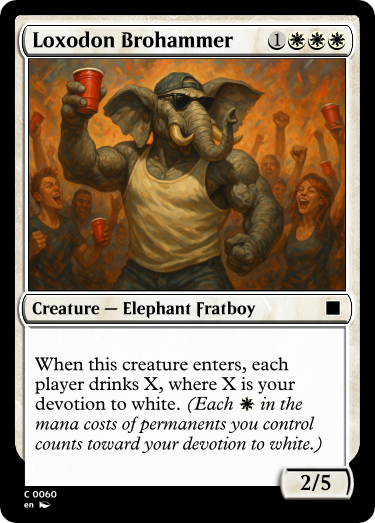 Loxodon Brohammer 1
Creature — Elephant Fratboy
When this creature enters, each
player drinks X, where X is your
devotion to white. (Each in the
mana costs of permanents you control
counts toward your devotion to white.)
2/5
C 0060
en